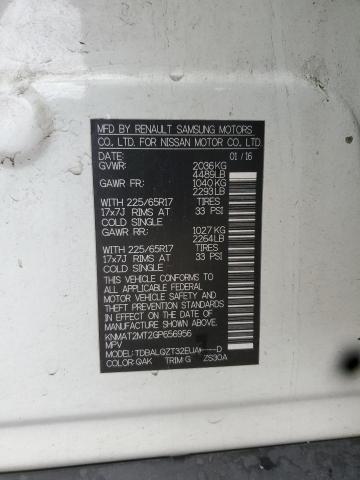 MFD BY RENAULT SAMSUNG MOTORS
CO., LTD. FOR NISSAN MOTOR CO., LTD.
DATE: 01/16
GVWR: 2036KG
4489LB
GAWR FR: 1040KG
2293LB
WITH 225/65R17 TIRES
17x7J RIMS AT 33 PSI
COLD SINGLE
GAWR RR: 1027KG
2264LB
WITH 225/65R17 TIRES
17x7J RIMS AT 33 PSI
COLD SINGLE
THIS VEHICLE CONFORMS TO
ALL APPLICABLE FEDERAL
MOTOR VEHICLE SAFETY AND
THEFT PREVENTION STANDARDS
IN EFFECT ON THE DATE OF
MANUFACTURE SHOWN ABOVE.
KNMAT2MT2GP656956
MPV
MODEL: TDBALQZT32EUA-----D
COLOR: QAK TRIM: G ZS30A